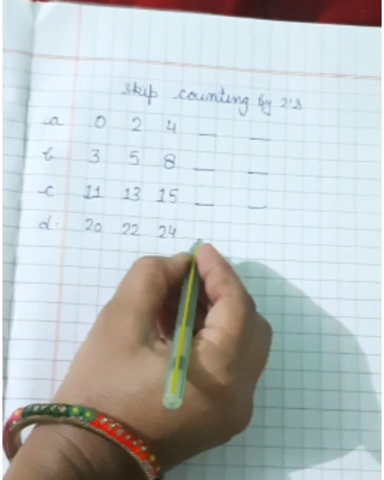 skip counting by 2's
a 0 2 4 __ __
b 3 5 8 __ __
c 11 13 15 __ __
d. 20 22 24